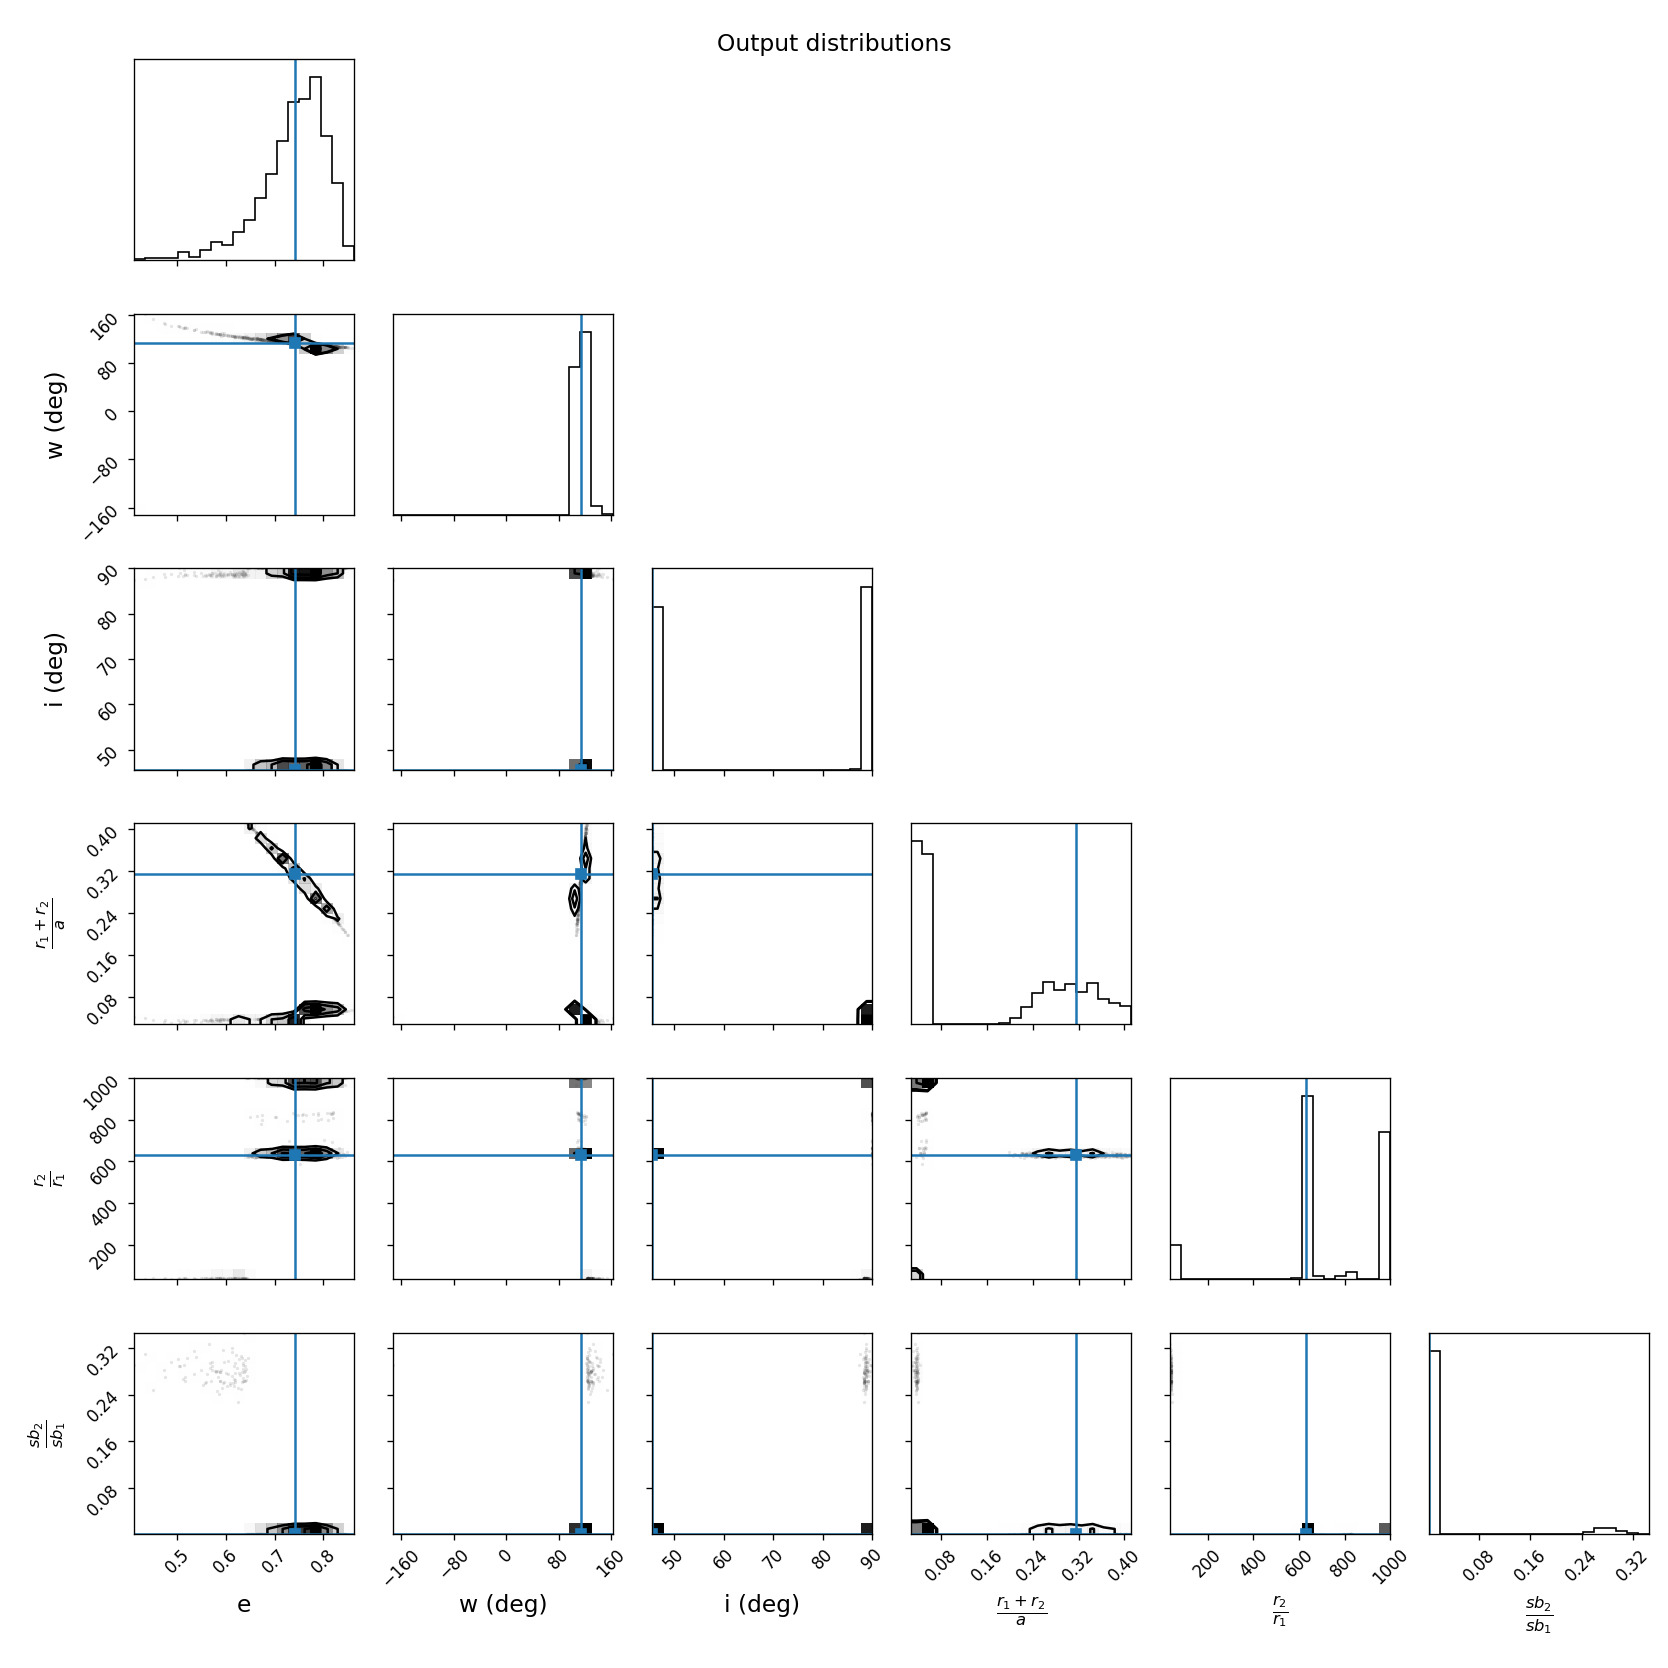 Output distributions
w (deg)
160
80
0
−80
−160
i (deg)
90
80
70
60
50
r₁ + r₂
a
0.40
0.32
0.24
0.16
0.08
r₂
r₁
1000
800
600
400
200
sb₂
sb₁
0.32
0.24
0.16
0.08
0.5 0.6 0.7 0.8 −160 −80 0 80 160 50 60 70 80 90 0.08 0.16 0.24 0.32 0.40 200 400 600 800 1000 0.08 0.16 0.24 0.32
e w (deg) i (deg) r₁ + r₂ r₂ sb₂
a r₁ sb₁